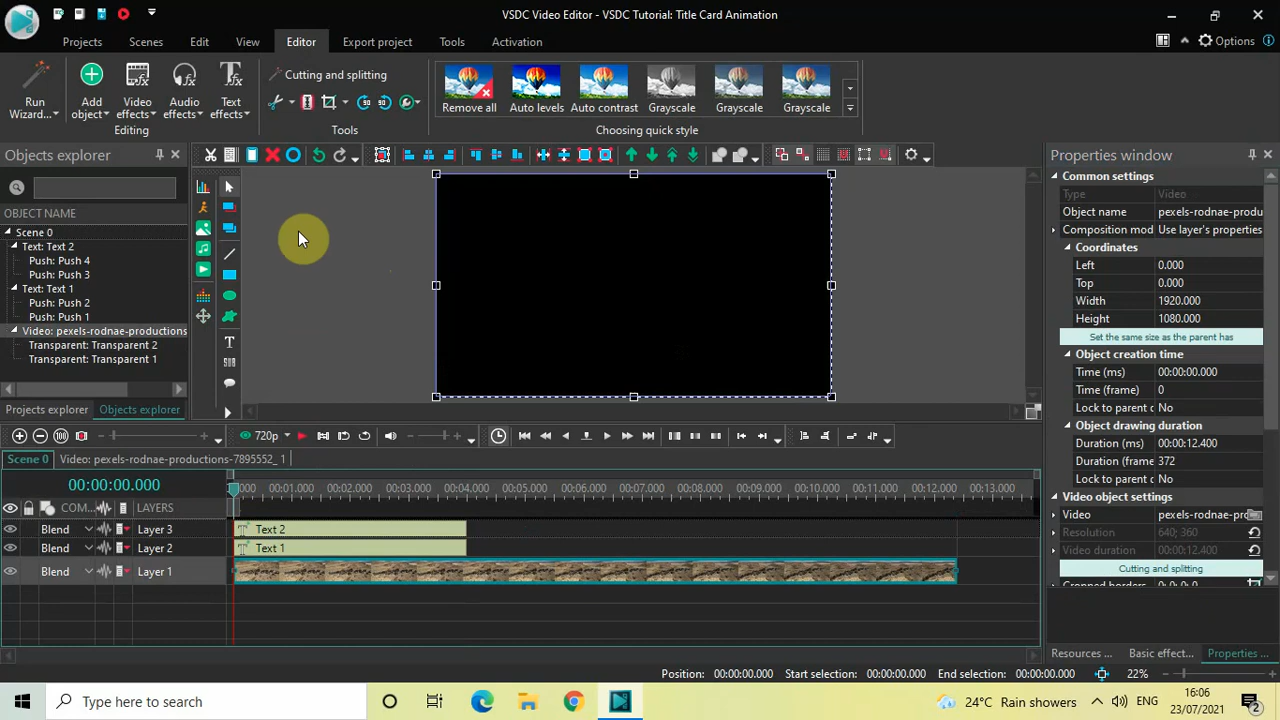 VSDC Video Editor - VSDC Tutorial: Title Card Animation
Projects Scenes Edit View Editor Export project Tools Activation
Options
Run Wizard...
Add object
Video effects
Audio effects
Text effects
Cutting and splitting
Remove all
Auto levels
Auto contrast
Grayscale
Grayscale
Grayscale
Editing
Tools
Choosing quick style
Objects explorer
OBJECT NAME
Scene 0
Text: Text 2
Push: Push 4
Push: Push 3
Text: Text 1
Push: Push 2
Push: Push 1
Video: pexels-rodnae-productions
Transparent: Transparent 2
Transparent: Transparent 1
Projects explorer
Objects explorer
Properties window
Common settings
Type Video
Object name pexels-rodnae-produ
Composition mod Use layer's properties
Coordinates
Left 0.000
Top 0.000
Width 1920.000
Height 1080.000
Set the same size as the parent has
Object creation time
Time (ms) 00:00:00.000
Time (frame) 0
Lock to parent No
Object drawing duration
Duration (ms) 00:00:12.400
Duration (frame 372
Lock to parent No
Video object settings
Video pexels-rodnae-pro
Resolution 640; 360
Video duration 00:00:12.400
Cutting and splitting
Cropped borders 0; 0; 0; 0
Resources ...
Basic effect...
Properties ...
720p
Scene 0
Video: pexels-rodnae-productions-7895552_ 1
00:00:00.000
000 00:01.000 00:02.000 00:03.000 00:04.000 00:05.000 00:06.000 00:07.000 00:08.000 00:09.000 00:10.000 00:11.000 00:12.000 00:13.000
COM... LAYERS
Blend Layer 3 Text 2
Blend Layer 2 Text 1
Blend Layer 1
Position: 00:00:00.000 Start selection: 00:00:00.000 End selection: 00:00:00.000 22%
Type here to search
24°C Rain showers
ENG
16:06
23/07/2021
2